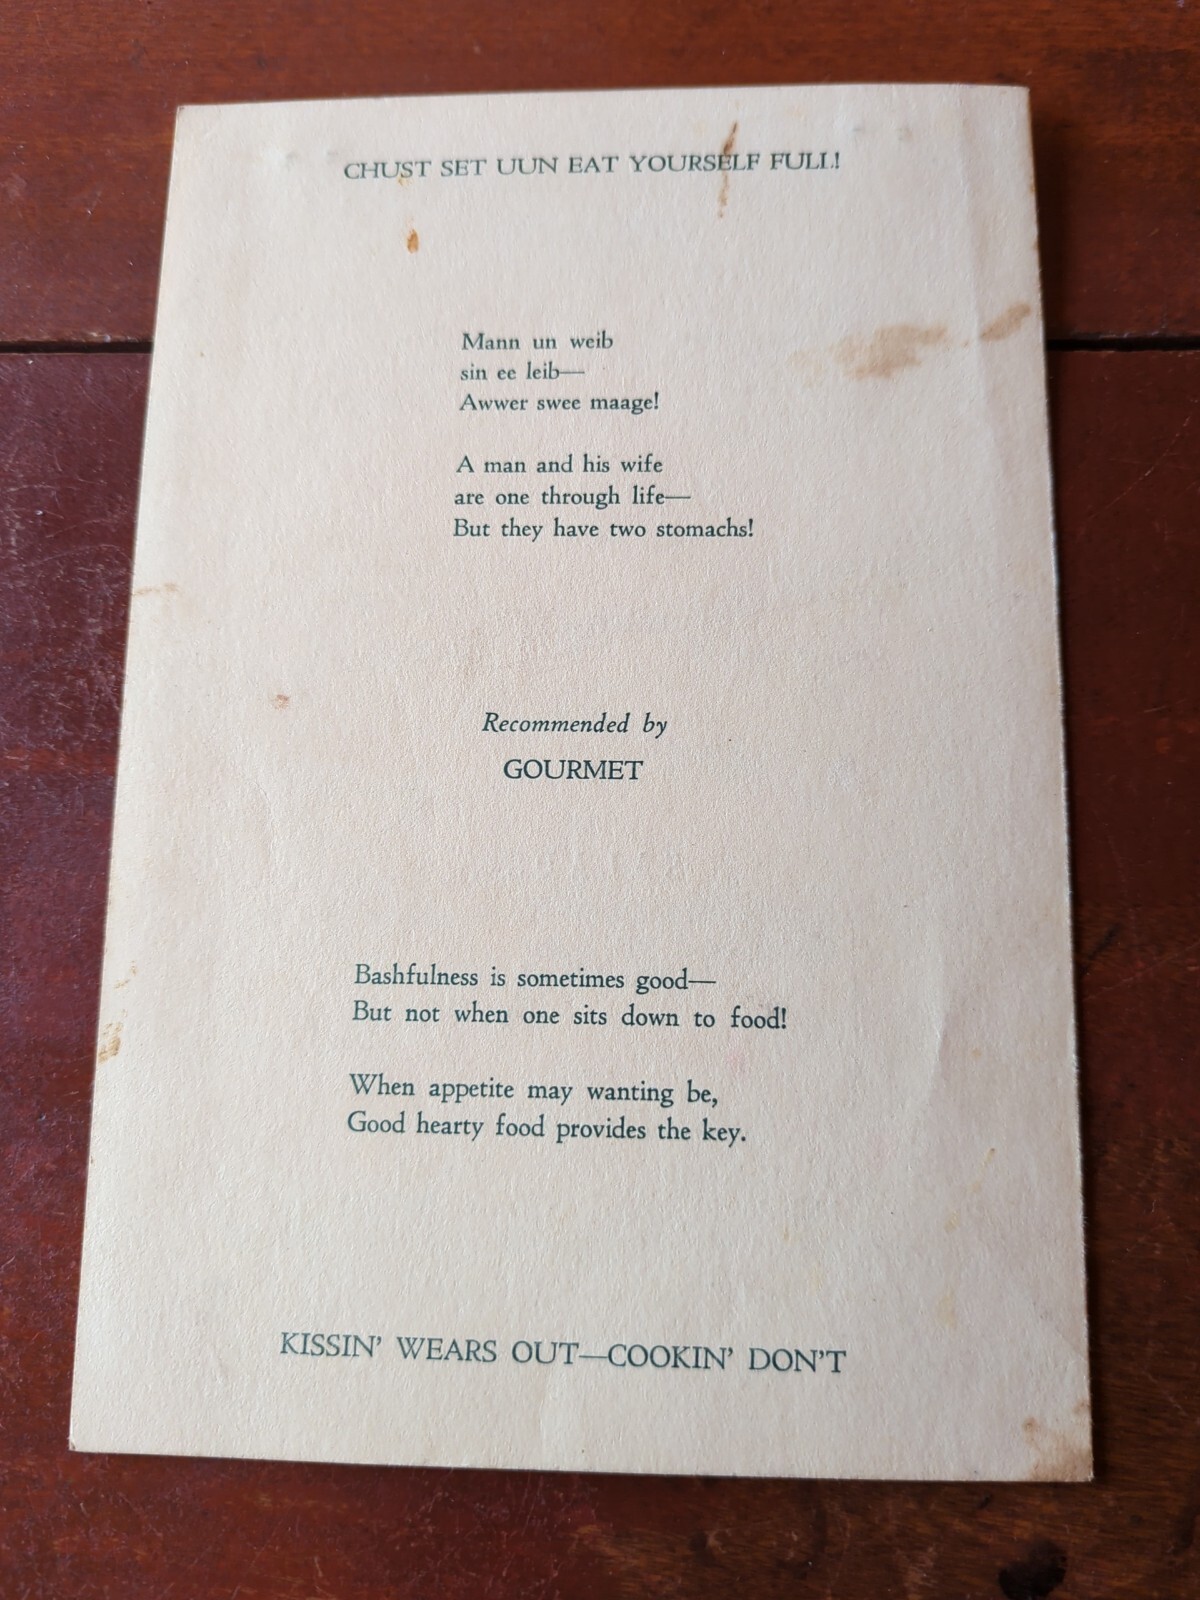 CHUST SET UUN EAT YOURSELF FULL!
Mann un weib
sin ee leib—
Awwer swee maage!
A man and his wife
are one through life—
But they have two stomachs!
Recommended by
GOURMET
Bashfulness is sometimes good—
But not when one sits down to food!
When appetite may wanting be,
Good hearty food provides the key.
KISSIN' WEARS OUT—COOKIN' DON'T